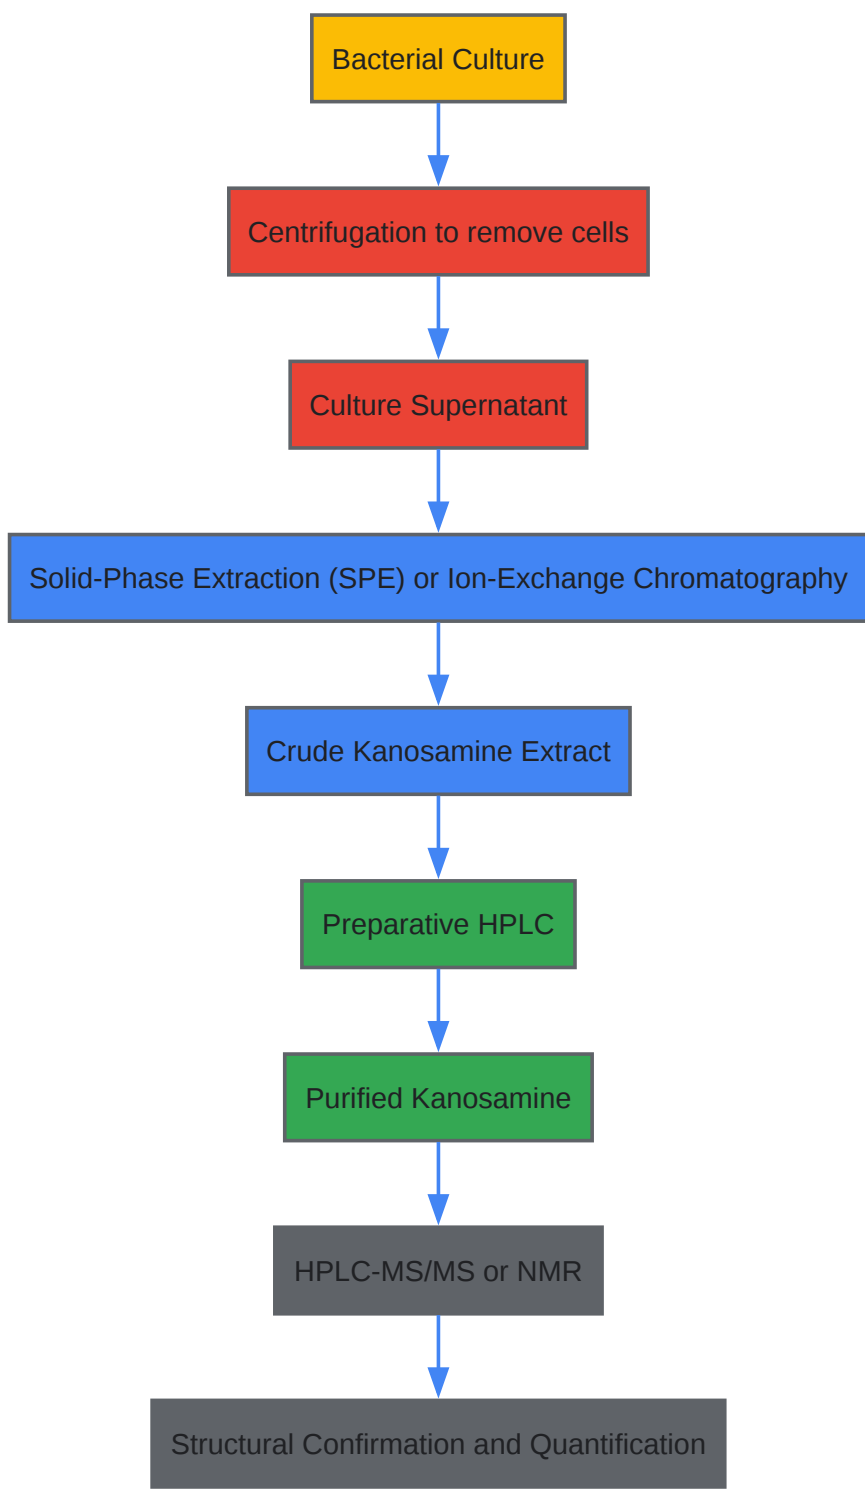 Bacterial Culture
Centrifugation to remove cells
Culture Supernatant
Solid-Phase Extraction (SPE) or Ion-Exchange Chromatography
Crude Kanosamine Extract
Preparative HPLC
Purified Kanosamine
HPLC-MS/MS or NMR
Structural Confirmation and Quantification